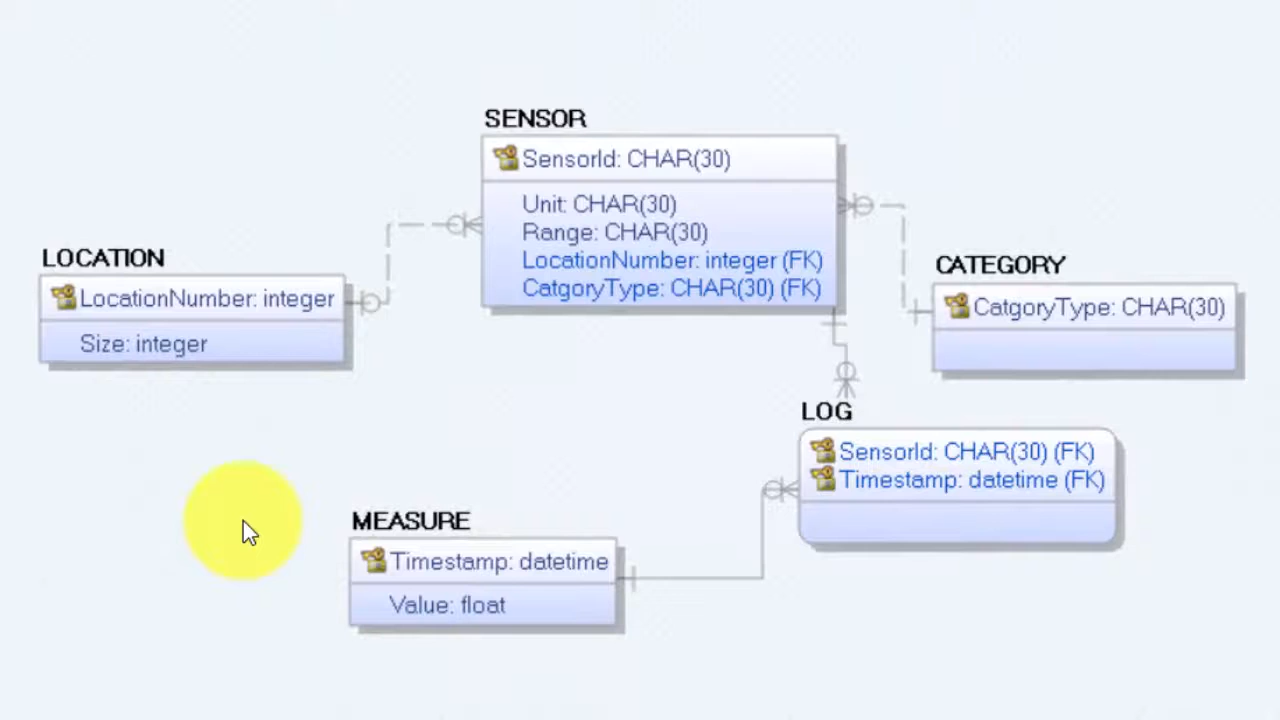 SENSOR
SensorId: CHAR(30)
Unit: CHAR(30)
Range: CHAR(30)
LocationNumber: integer (FK)
CatgoryType: CHAR(30) (FK)
LOCATION
LocationNumber: integer
Size: integer
CATEGORY
CatgoryType: CHAR(30)
LOG
SensorId: CHAR(30) (FK)
Timestamp: datetime (FK)
MEASURE
Timestamp: datetime
Value: float